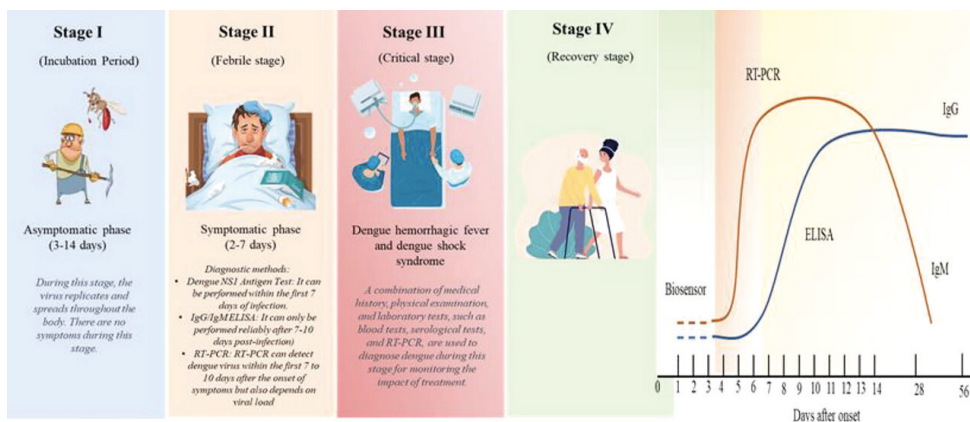 Stage I
(Incubation Period)
Asymptomatic phase
(3-14 days)
During this stage, the
virus replicates and
spreads throughout the
body. There are no
symptoms during this
stage.
Stage II
(Febrile stage)
Symptomatic phase
(2-7 days)
Diagnostic methods:
• Dengue NS1 Antigen Test: It can
be performed within the first 7
days of infection.
• IgG/IgM ELISA: It can only be
performed reliably after 7-10
days post-infection)
• RT-PCR: RT-PCR can detect
dengue virus within the first 7 to
10 days after the onset of
symptoms but also depends on
viral load
Stage III
(Critical stage)
Dengue hemorrhagic fever
and dengue shock
syndrome
A combination of medical
history, physical examination,
and laboratory tests, such as
blood tests, serological tests,
and RT-PCR, are used to
diagnose dengue during this
stage for monitoring the
impact of treatment
Stage IV
(Recovery stage)
RT-PCR
IgG
ELISA
IgM
Biosensor
0 1 2 3 4 5 6 7 8 9 10 11 12 13 14 28 56
Days after onset